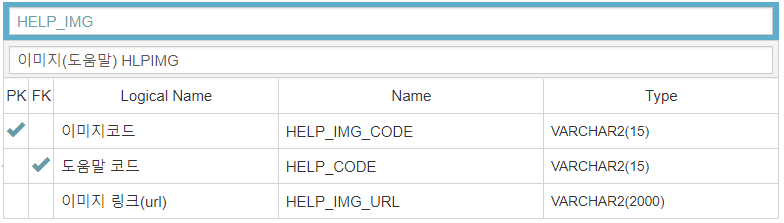 HELP_IMG
이미지(도움말) HLPIMG
PK FK Logical Name Name Type
이미지코드 HELP_IMG_CODE VARCHAR2(15)
도움말 코드 HELP_CODE VARCHAR2(15)
이미지 링크(url) HELP_IMG_URL VARCHAR2(2000)